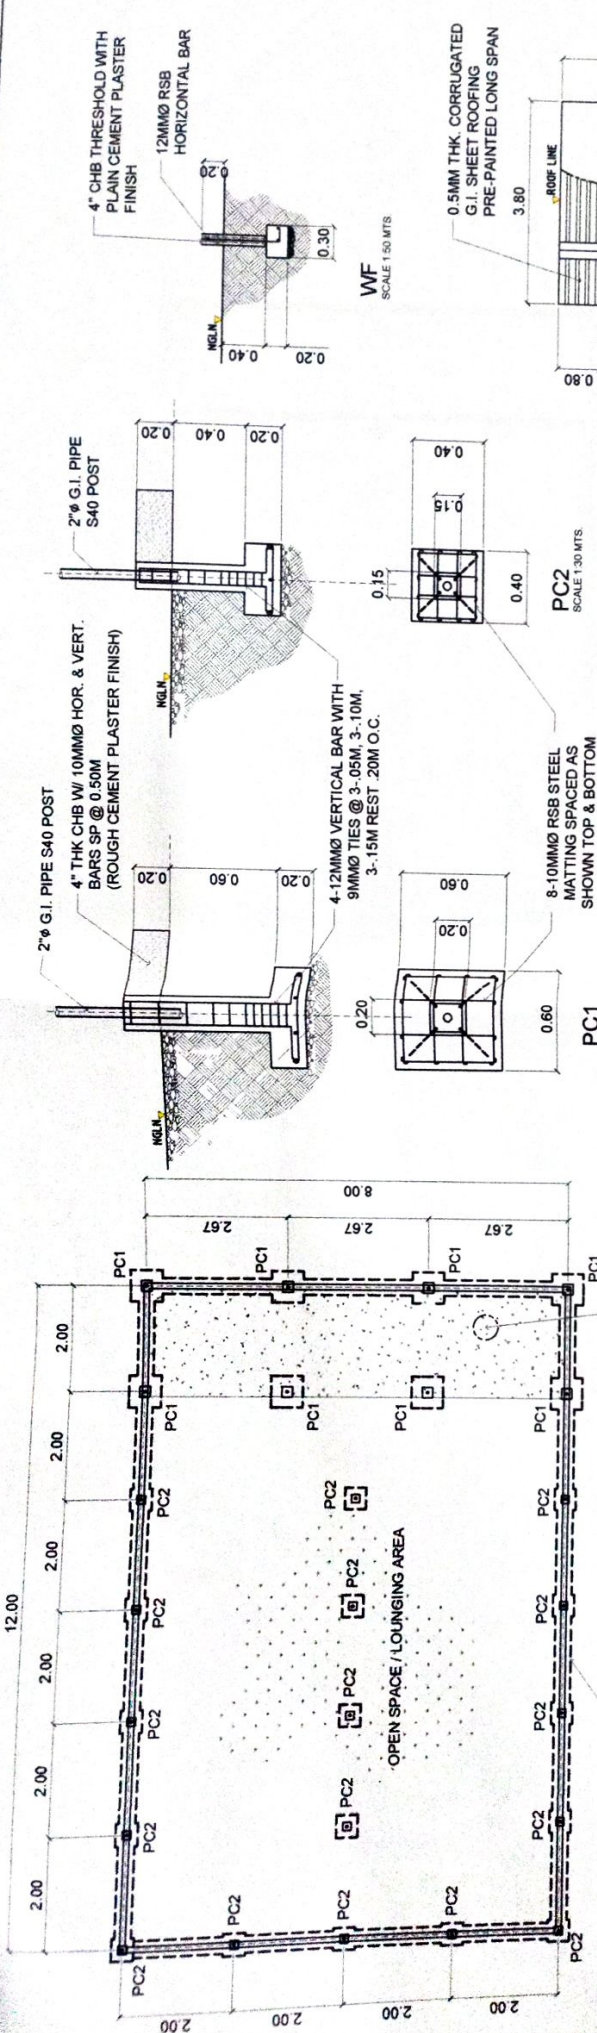 4" CHB THRESHOLD WITH
PLAIN CEMENT PLASTER
FINISH
12MMØ RSB
HORIZONTAL BAR
0.20
NGLN
0.40
0.20
0.30
WF
SCALE 1:50 MTS.
0.5MM THK. CORRUGATED
G.I. SHEET ROOFING
PRE-PAINTED LONG SPAN
3.80
ROOF LINE
0.80
2"Ø G.I. PIPE
S40 POST
0.20
0.40
0.20
NGLN
0.15
0.15
0.40
0.40
PC2
SCALE 1:30 MTS.
2"Ø G.I. PIPE S40 POST
4" THK CHB W/ 10MMØ HOR. & VERT.
BARS SP @ 0.50M
(ROUGH CEMENT PLASTER FINISH)
0.20
0.60
0.20
NGLN
4-12MMØ VERTICAL BAR WITH
9MMØ TIES @ 3-.05M, 3-.10M,
3-.15M REST .20M O.C.
0.20
0.20
0.60
0.60
8-10MMØ RSB STEEL
MATTING SPACED AS
SHOWN TOP & BOTTOM
PC1
12.00
2.00
2.00
2.00
2.00
2.00
2.00
8.00
2.67
2.67
2.67
PC1
PC1
PC1
PC1
PC1
PC1
PC1
PC1
PC2
PC2
PC2
PC2
PC2
PC2
PC2
PC2
OPEN SPACE / LOUNGING AREA
PC2
PC2
PC2
PC2
PC2
2.00
2.00
2.00
2.00